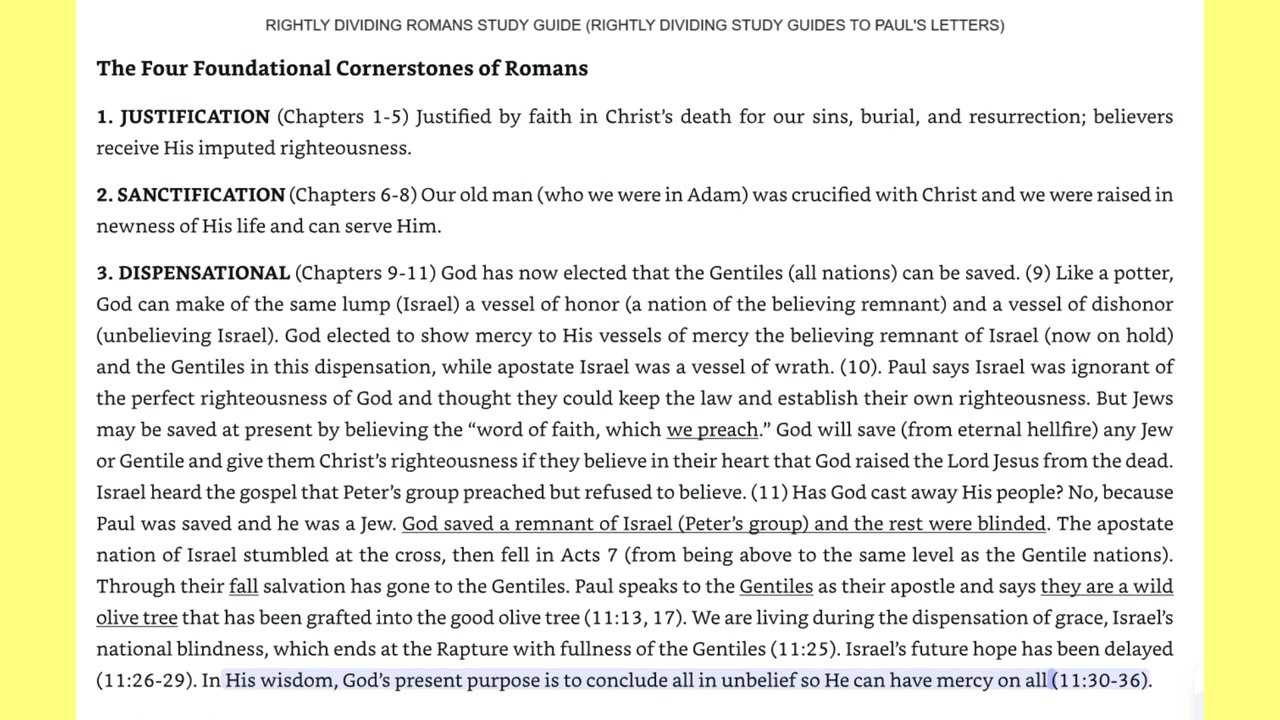 RIGHTLY DIVIDING ROMANS STUDY GUIDE (RIGHTLY DIVIDING STUDY GUIDES TO PAUL'S LETTERS)
The Four Foundational Cornerstones of Romans
1. JUSTIFICATION (Chapters 1-5) Justified by faith in Christ’s death for our sins, burial, and resurrection; believers
receive His imputed righteousness.
2. SANCTIFICATION (Chapters 6-8) Our old man (who we were in Adam) was crucified with Christ and we were raised in
newness of His life and can serve Him.
3. DISPENSATIONAL (Chapters 9-11) God has now elected that the Gentiles (all nations) can be saved. (9) Like a potter,
God can make of the same lump (Israel) a vessel of honor (a nation of the believing remnant) and a vessel of dishonor
(unbelieving Israel). God elected to show mercy to His vessels of mercy the believing remnant of Israel (now on hold)
and the Gentiles in this dispensation, while apostate Israel was a vessel of wrath. (10). Paul says Israel was ignorant of
the perfect righteousness of God and thought they could keep the law and establish their own righteousness. But Jews
may be saved at present by believing the “word of faith, which we preach.” God will save (from eternal hellfire) any Jew
or Gentile and give them Christ’s righteousness if they believe in their heart that God raised the Lord Jesus from the dead.
Israel heard the gospel that Peter’s group preached but refused to believe. (11) Has God cast away His people? No, because
Paul was saved and he was a Jew. God saved a remnant of Israel (Peter’s group) and the rest were blinded. The apostate
nation of Israel stumbled at the cross, then fell in Acts 7 (from being above to the same level as the Gentile nations).
Through their fall salvation has gone to the Gentiles. Paul speaks to the Gentiles as their apostle and says they are a wild
olive tree that has been grafted into the good olive tree (11:13, 17). We are living during the dispensation of grace, Israel’s
national blindness, which ends at the Rapture with fullness of the Gentiles (11:25). Israel’s future hope has been delayed
(11:26-29). In His wisdom, God’s present purpose is to conclude all in unbelief so He can have mercy on all (11:30-36).